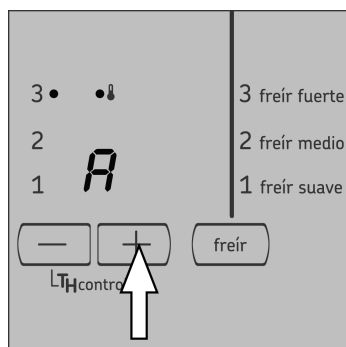 3
3 freír fuerte
2
2 freír medio
A
1
1 freír suave
freír
THcontro